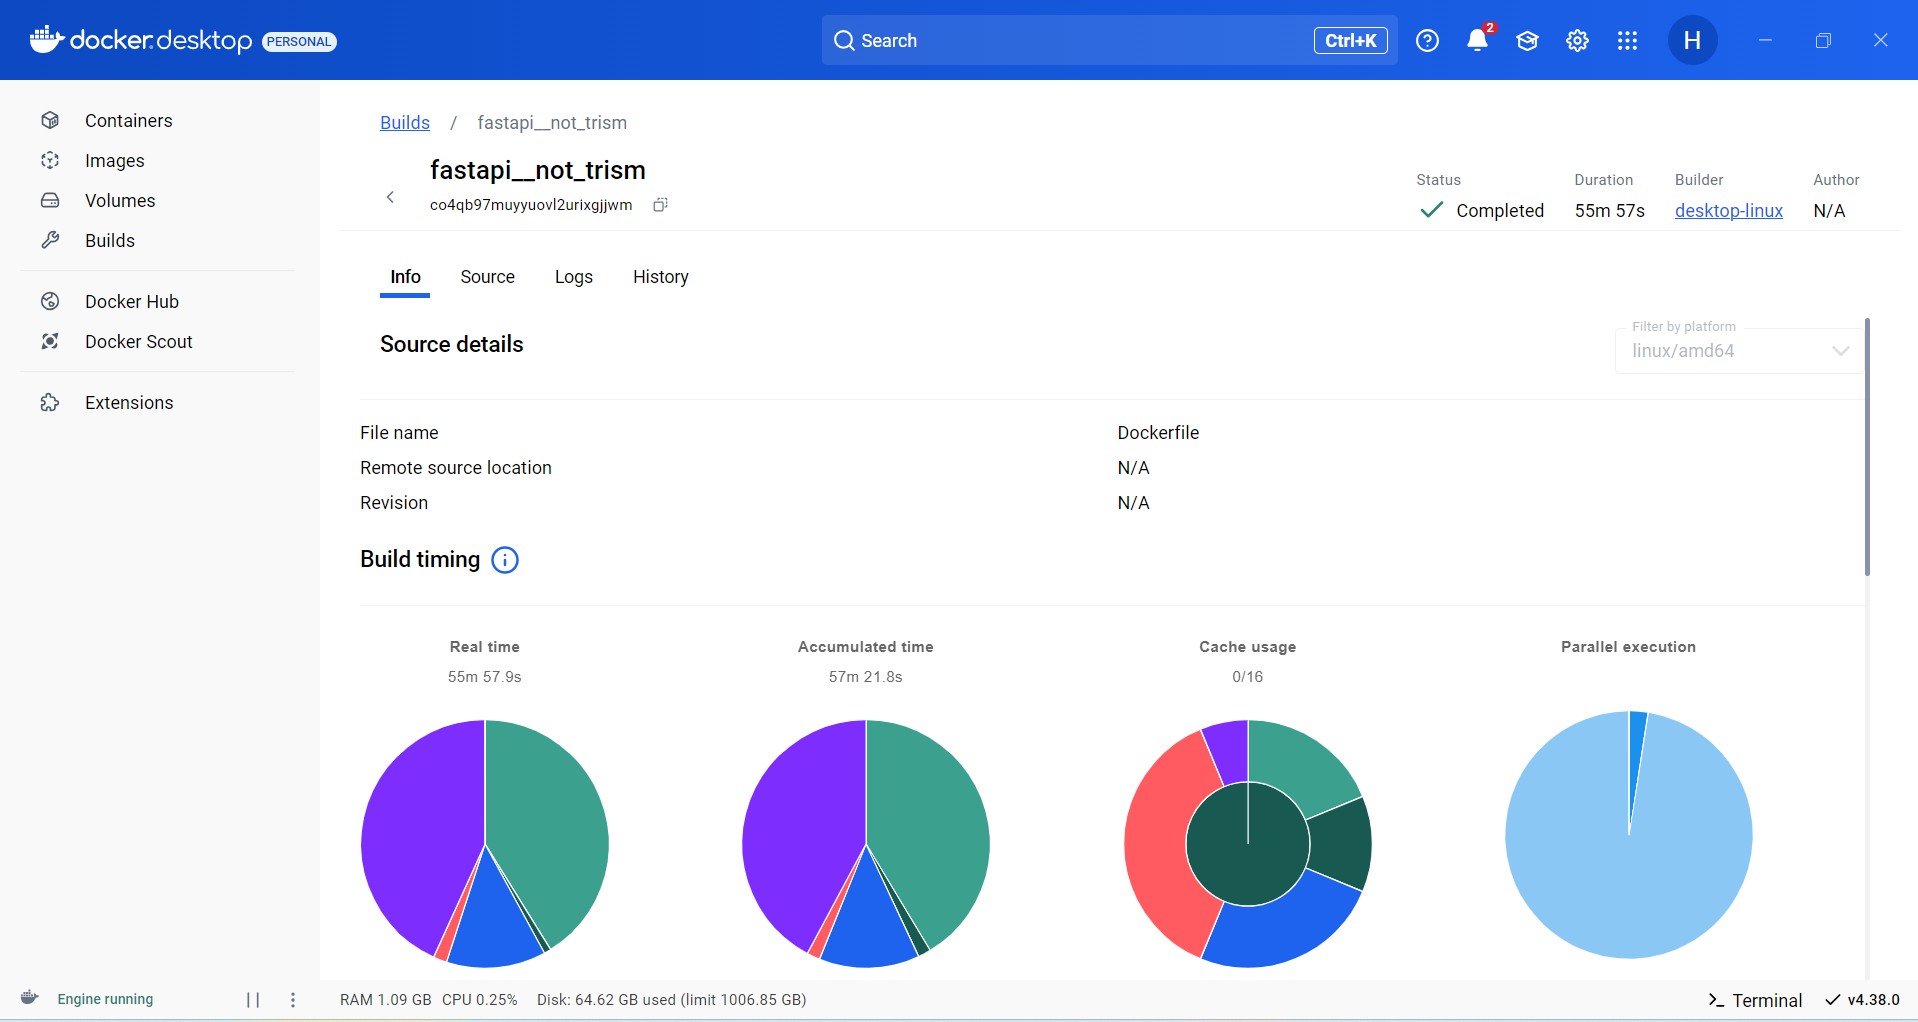 docker.desktop PERSONAL
Search Ctrl+K
2
H
Containers
Images
Volumes
Builds
Docker Hub
Docker Scout
Extensions
Builds / fastapi__not_trism
fastapi__not_trism
co4qb97muyyuovl2urixgjjwm
Status Duration Builder Author
Completed 55m 57s desktop-linux N/A
Info Source Logs History
Source details
Filter by platform
linux/amd64
File name Dockerfile
Remote source location N/A
Revision N/A
Build timing
Real time Accumulated time Cache usage Parallel execution
55m 57.9s 57m 21.8s 0/16
Engine running RAM 1.09 GB CPU 0.25% Disk: 64.62 GB used (limit 1006.85 GB) Terminal v4.38.0